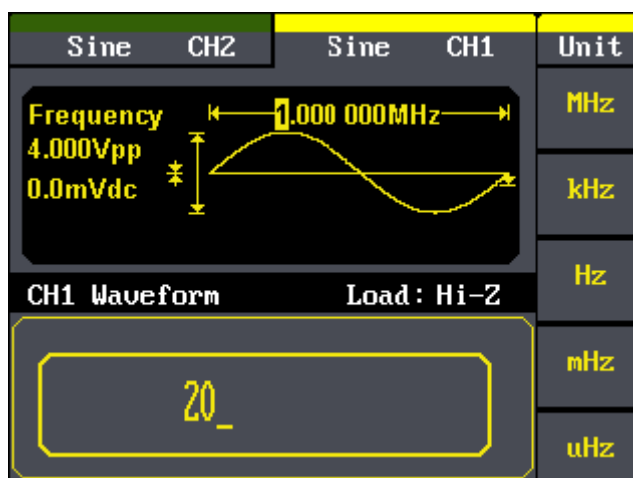 Sine CH2 Sine CH1 Unit
Frequency 1.000 000MHz
4.000Vpp
0.0mVdc
MHz
kHz
Hz
mHz
uHz
CH1 Waveform Load: Hi-Z
20_